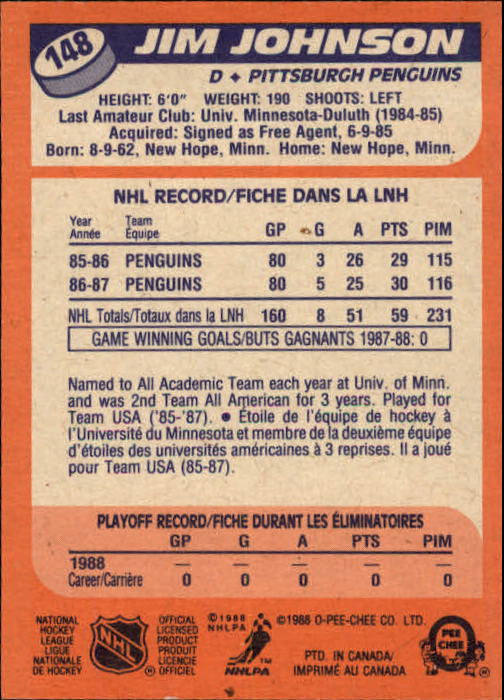 148
JIM JOHNSON
D ✦ PITTSBURGH PENGUINS
HEIGHT: 6'0" WEIGHT: 190 SHOOTS: LEFT
Last Amateur Club: Univ. Minnesota-Duluth (1984-85)
Acquired: Signed as Free Agent, 6-9-85
Born: 8-9-62, New Hope, Minn. Home: New Hope, Minn.
NHL RECORD/FICHE DANS LA LNH
Year Team
Année Équipe GP G A PTS PIM
85-86 PENGUINS 80 3 26 29 115
86-87 PENGUINS 80 5 25 30 116
NHL Totals/Totaux dans la LNH 160 8 51 59 231
GAME WINNING GOALS/BUTS GAGNANTS 1987-88: 0
Named to All Academic Team each year at Univ. of Minn.
and was 2nd Team All American for 3 years. Played for
Team USA ('85-'87). ● Étoile de l'équipe de hockey à
l'Université du Minnesota et membre de la deuxième équipe
d'étoiles des universités américaines à 3 reprises. Il a joué
pour Team USA (85-87).
PLAYOFF RECORD/FICHE DURANT LES ÉLIMINATOIRES
GP G A PTS PIM
1988 — — — — —
Career/Carrière 0 0 0 0 0
NATIONAL
HOCKEY
LEAGUE
LIGUE
NATIONALE
DE HOCKEY
NHL
®
OFFICIAL
LICENSED
PRODUCT
PRODUIT
LICENCIÉ
OFFICIEL
©1988
NHLPA
NHLPA
TM
©1988 O-PEE-CHEE CO. LTD.
PTD. IN CANADA/
IMPRIMÉ AU CANADA
PEE
CHEE
®